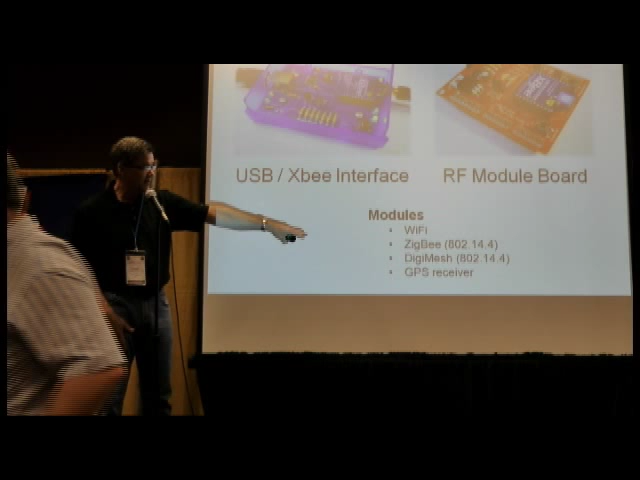 USB / Xbee Interface
RF Module Board
Modules
• WiFi
• ZigBee (802.14.4)
• DigiMesh (802.14.4)
• GPS receiver